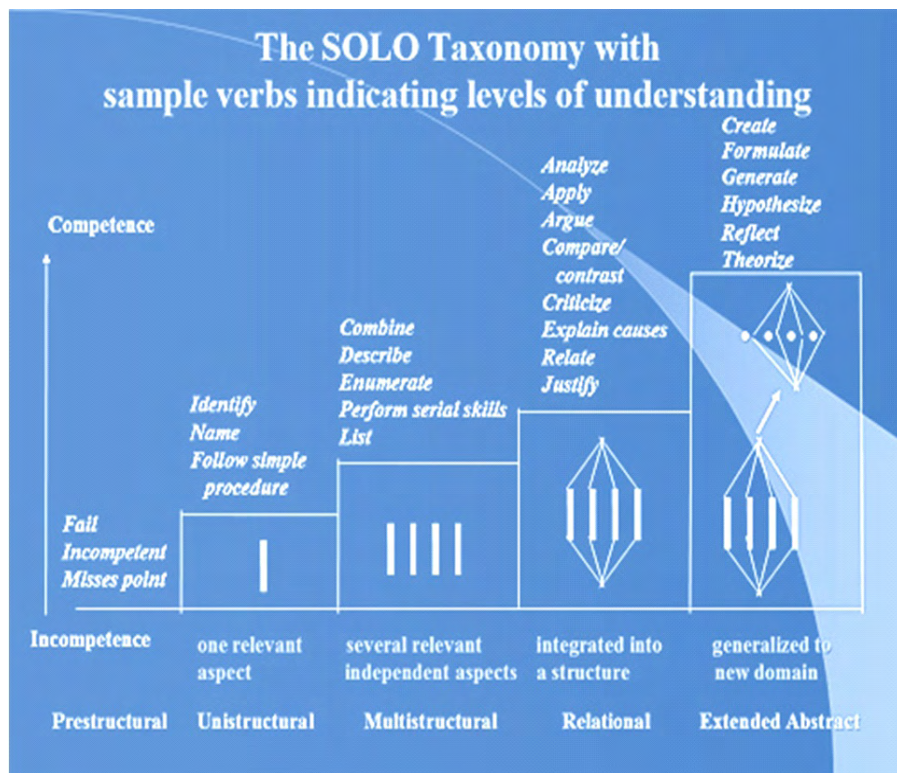 The SOLO Taxonomy with
sample verbs indicating levels of understanding
Competence
Incompetence
Fail
Incompetent
Misses point
Prestructural
Identify
Name
Follow simple
procedure
one relevant
aspect
Unistructural
Combine
Describe
Enumerate
Perform serial skills
List
several relevant
independent aspects
Multistructural
Analyze
Apply
Argue
Compare/
contrast
Criticize
Explain causes
Relate
Justify
integrated into
a structure
Relational
Create
Formulate
Generate
Hypothesize
Reflect
Theorize
generalized to
new domain
Extended Abstract